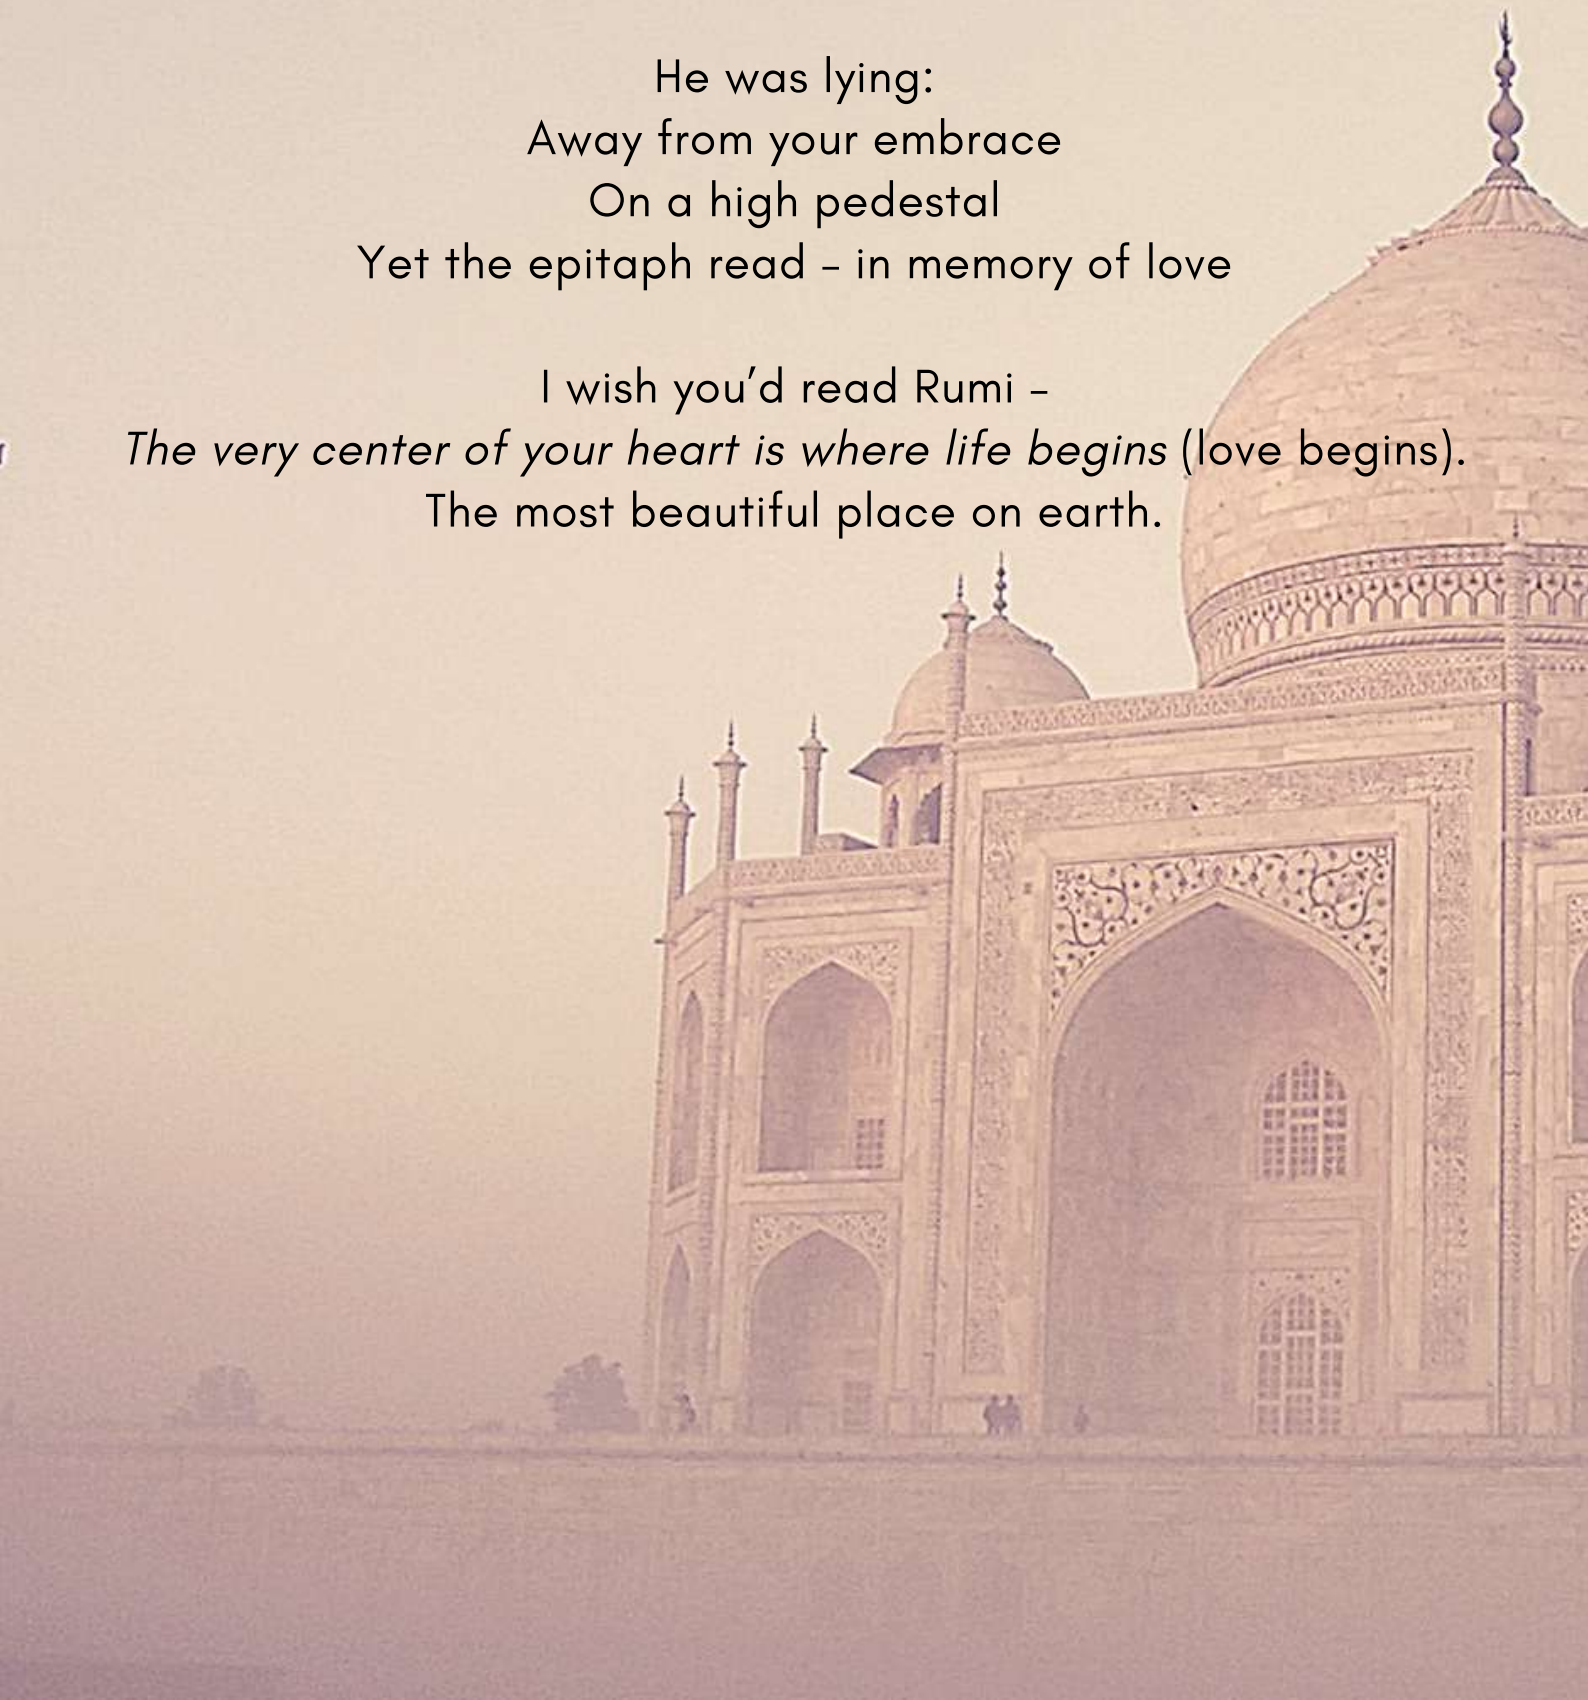 He was lying:
Away from your embrace
On a high pedestal
Yet the epitaph read – in memory of love
I wish you’d read Rumi –
The very center of your heart is where life begins (love begins).
The most beautiful place on earth.